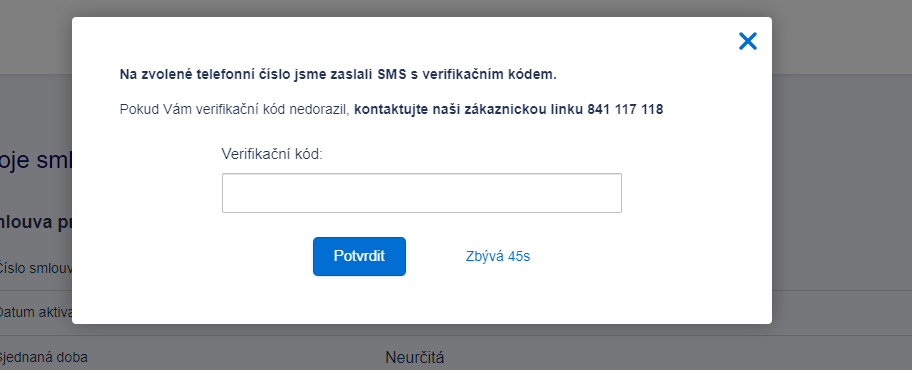 Na zvolené telefonní číslo jsme zaslali SMS s verifikačním kódem.
Pokud Vám verifikační kód nedorazil, kontaktujte naši zákaznickou linku 841 117 118
Verifikační kód:
Potvrdit Zbývá 45s
oje sml
mlouva pr
Číslo smlouv
Datum aktiva
Sjednaná doba Neurčitá